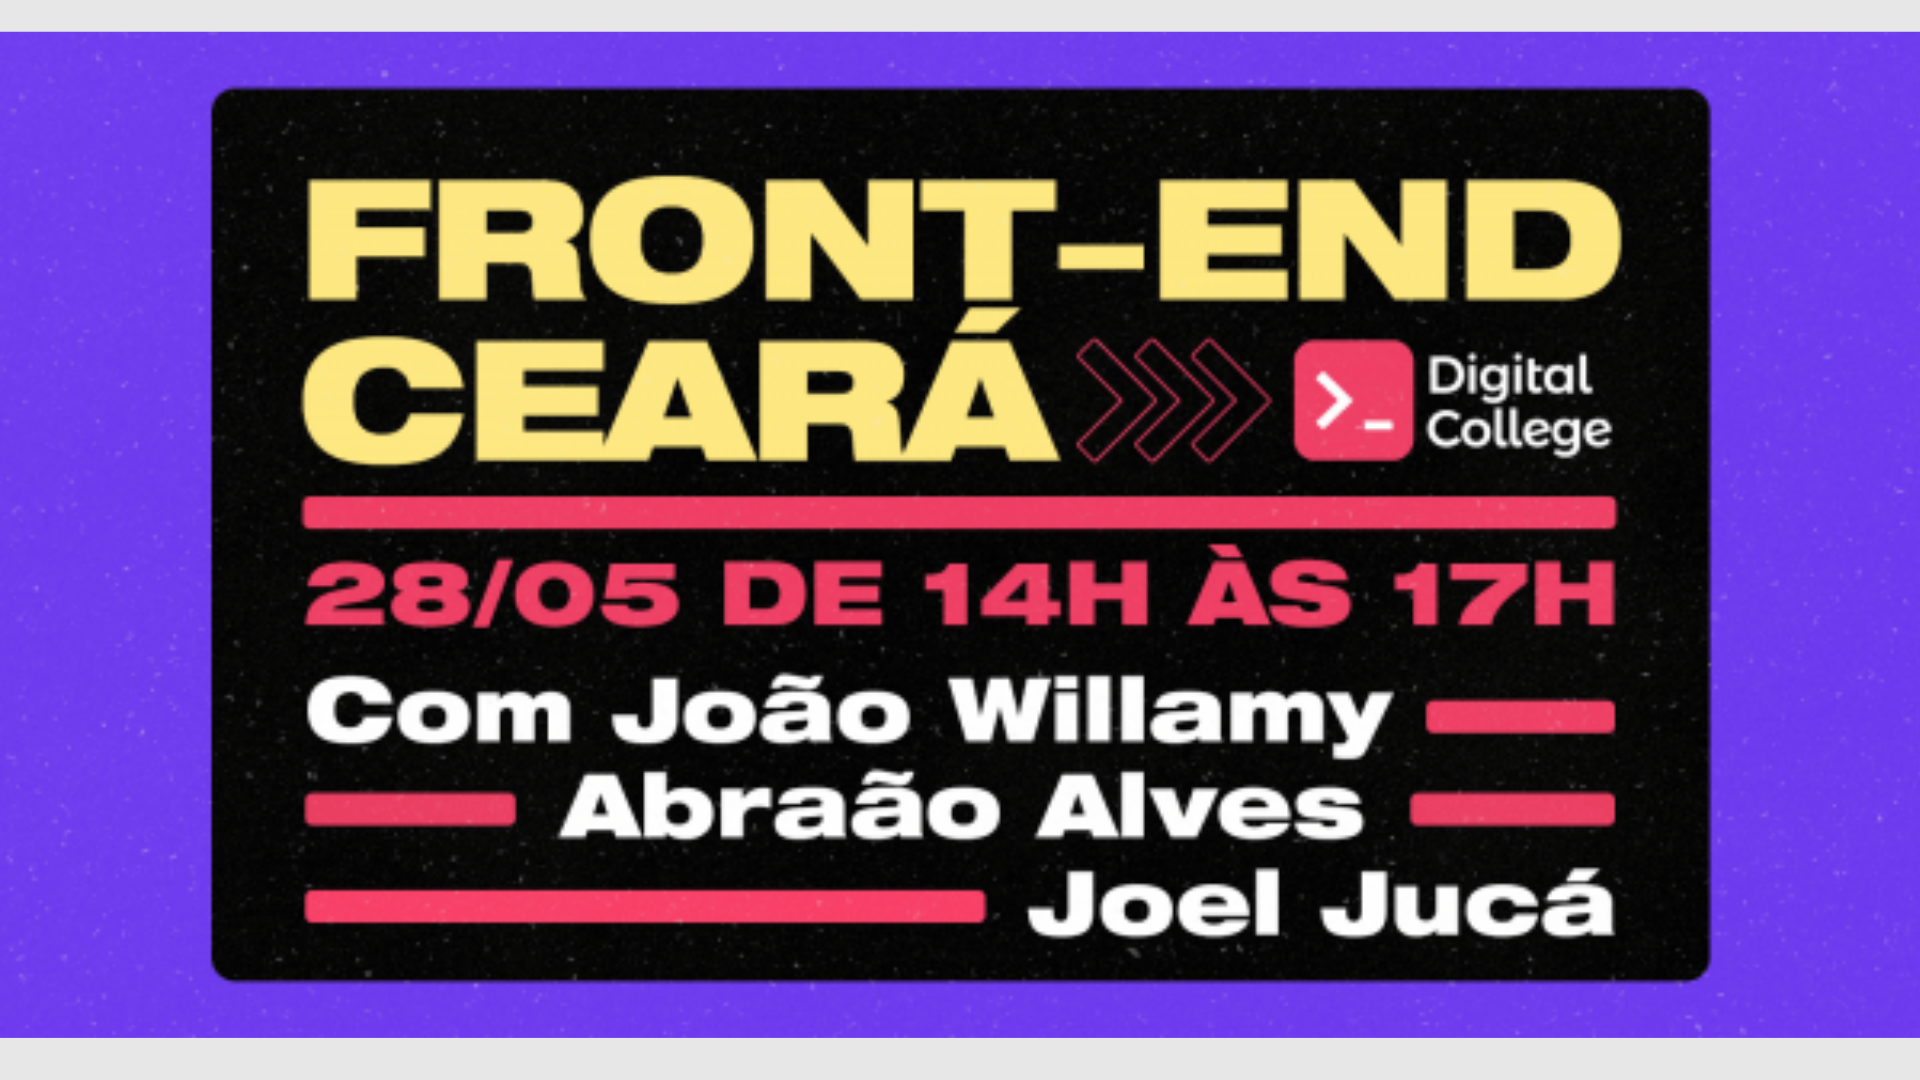 FRONT-END
CEARÁ
>_ Digital
College
28/05 DE 14H ÀS 17H
Com João Willamy
Abraão Alves
Joel Jucá